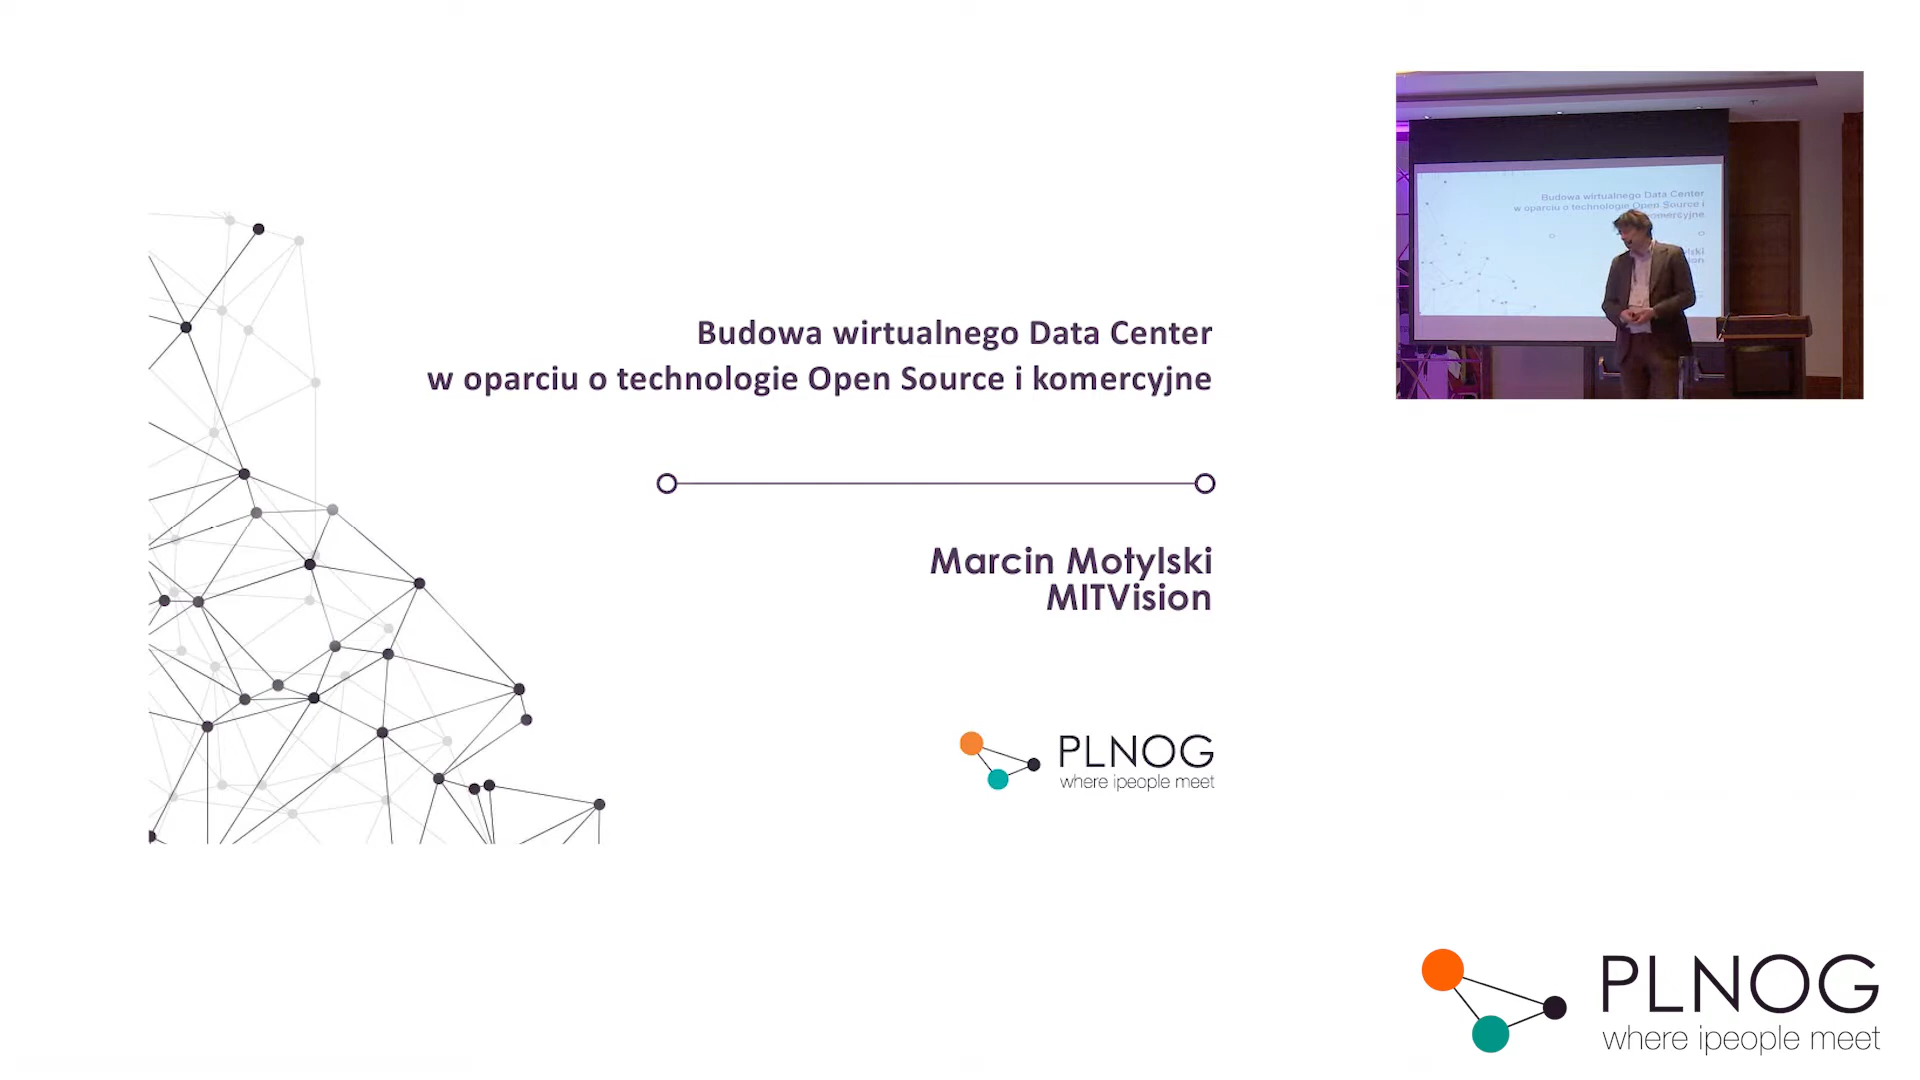 Budowa wirtualnego Data Center
w oparciu o technologie Open Source i komercyjne
Marcin Motylski
MITVision
PLNOG
where ipeople meet
Budowa wirtualnego Data Center
w oparciu o technologie Open Source i
komercyjne
PLNOG
where ipeople meet